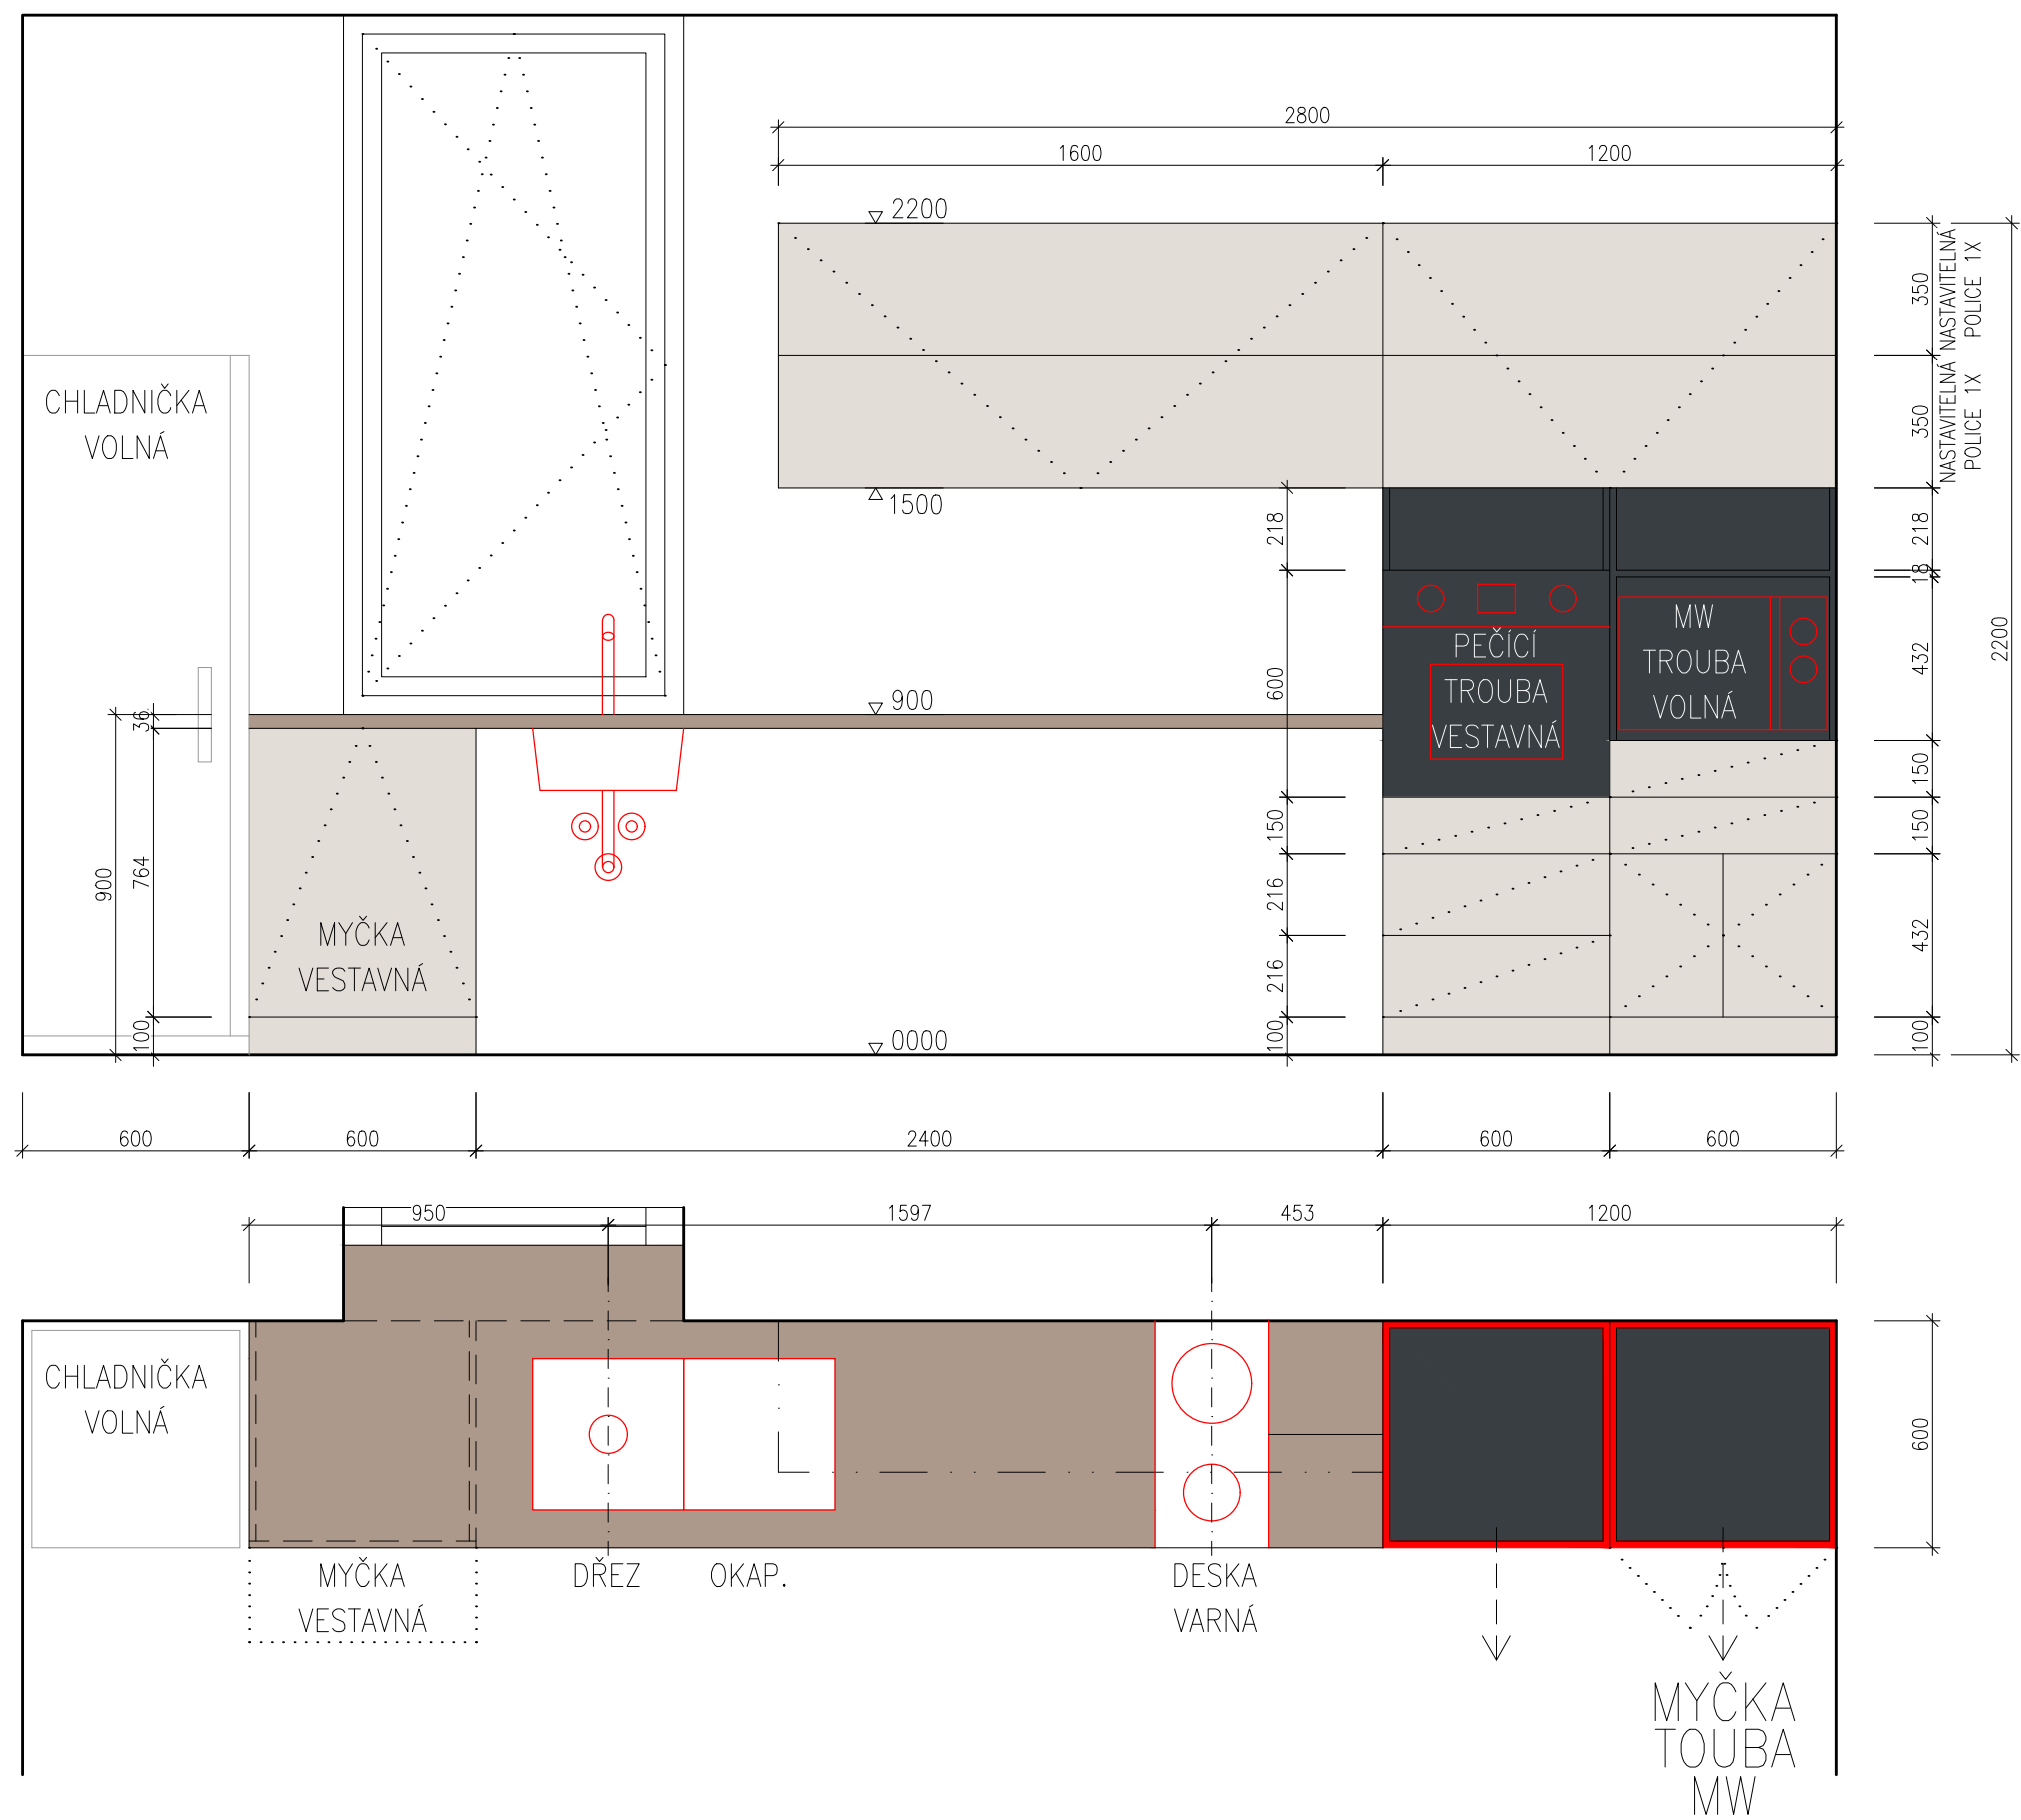 2800
1600
1200
2200
1500
900
0000
CHLADNIČKA
VOLNÁ
MYČKA
VESTAVNÁ
36
764
100
900
218
600
150
216
216
100
PEČÍCÍ
TROUBA
VESTAVNÁ
MW
TROUBA
VOLNÁ
350
350
218
18
432
150
150
432
100
NASTAVITELNÁ
POLICE 1X
NASTAVITELNÁ
POLICE 1X
2200
600
600
2400
600
600
950
1597
453
1200
CHLADNIČKA
VOLNÁ
600
MYČKA
VESTAVNÁ
DŘEZ
OKAP.
DESKA
VARNÁ
MYČKA
TOUBA
MW